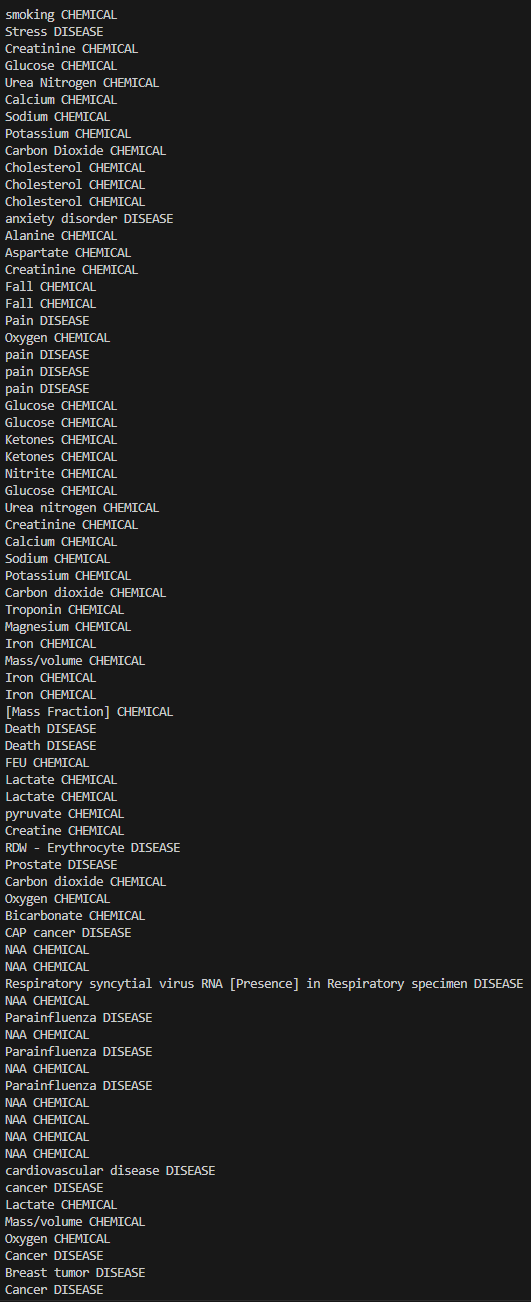 smoking CHEMICAL
Stress DISEASE
Creatinine CHEMICAL
Glucose CHEMICAL
Urea Nitrogen CHEMICAL
Calcium CHEMICAL
Sodium CHEMICAL
Potassium CHEMICAL
Carbon Dioxide CHEMICAL
Cholesterol CHEMICAL
Cholesterol CHEMICAL
Cholesterol CHEMICAL
anxiety disorder DISEASE
Alanine CHEMICAL
Aspartate CHEMICAL
Creatinine CHEMICAL
Fall CHEMICAL
Fall CHEMICAL
Pain DISEASE
Oxygen CHEMICAL
pain DISEASE
pain DISEASE
pain DISEASE
Glucose CHEMICAL
Glucose CHEMICAL
Ketones CHEMICAL
Ketones CHEMICAL
Nitrite CHEMICAL
Glucose CHEMICAL
Urea nitrogen CHEMICAL
Creatinine CHEMICAL
Calcium CHEMICAL
Sodium CHEMICAL
Potassium CHEMICAL
Carbon dioxide CHEMICAL
Troponin CHEMICAL
Magnesium CHEMICAL
Iron CHEMICAL
Mass/volume CHEMICAL
Iron CHEMICAL
Iron CHEMICAL
[Mass Fraction] CHEMICAL
Death DISEASE
Death DISEASE
FEU CHEMICAL
Lactate CHEMICAL
Lactate CHEMICAL
pyruvate CHEMICAL
Creatine CHEMICAL
RDW - Erythrocyte DISEASE
Prostate DISEASE
Carbon dioxide CHEMICAL
Oxygen CHEMICAL
Bicarbonate CHEMICAL
CAP cancer DISEASE
NAA CHEMICAL
NAA CHEMICAL
Respiratory syncytial virus RNA [Presence] in Respiratory specimen DISEASE
NAA CHEMICAL
Parainfluenza DISEASE
NAA CHEMICAL
Parainfluenza DISEASE
NAA CHEMICAL
Parainfluenza DISEASE
NAA CHEMICAL
NAA CHEMICAL
NAA CHEMICAL
NAA CHEMICAL
cardiovascular disease DISEASE
cancer DISEASE
Lactate CHEMICAL
Mass/volume CHEMICAL
Oxygen CHEMICAL
Cancer DISEASE
Breast tumor DISEASE
Cancer DISEASE